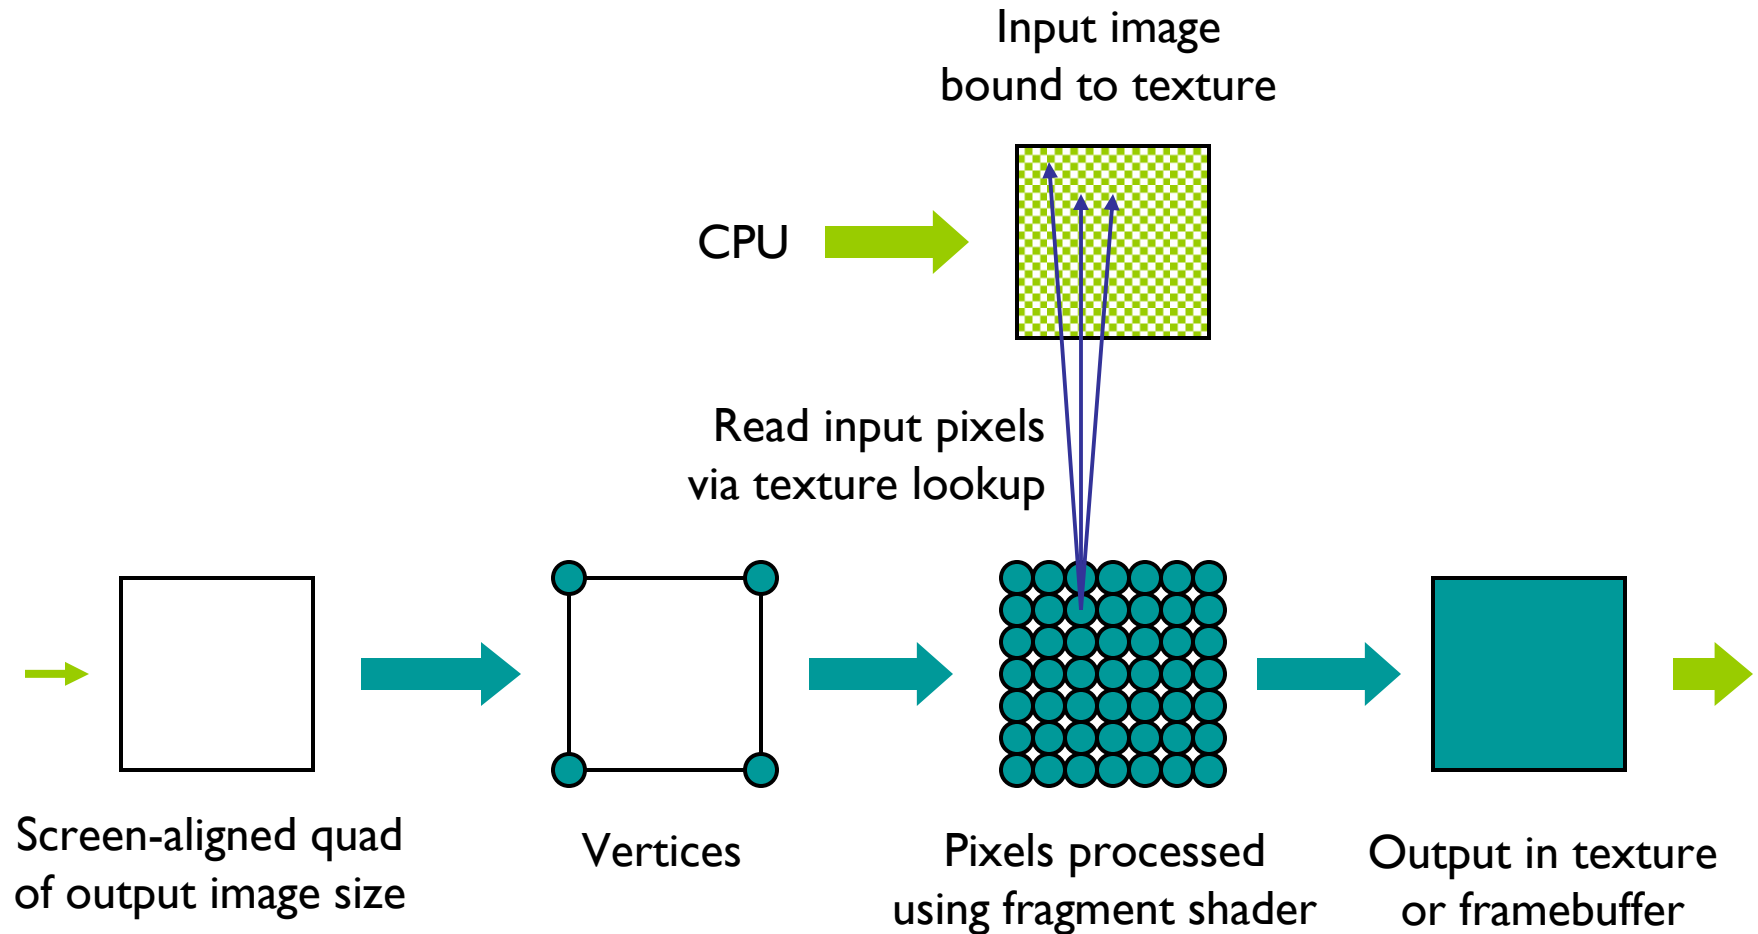 Input image
bound to texture
CPU
Read input pixels
via texture lookup
Screen-aligned quad
of output image size
Vertices
Pixels processed
using fragment shader
Output in texture
or framebuffer